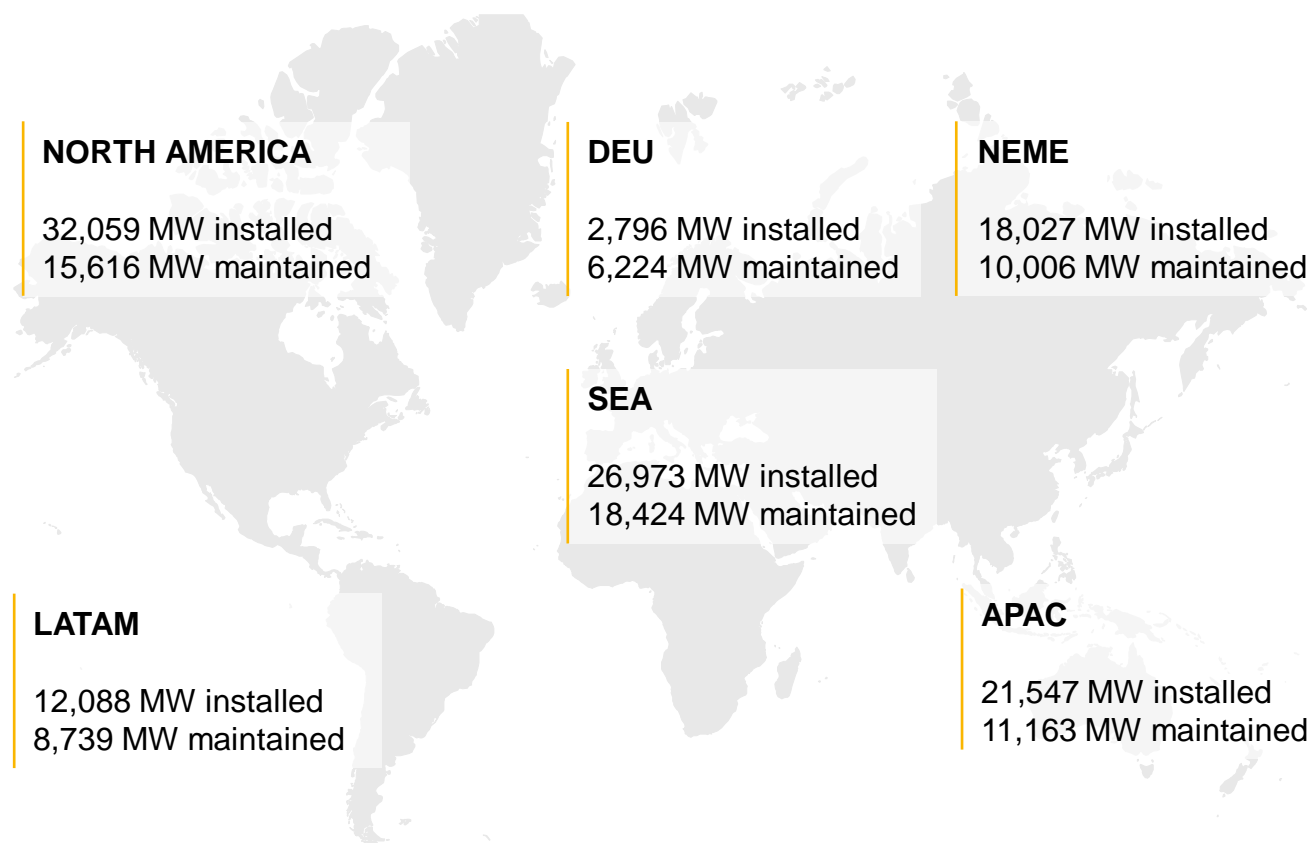 NORTH AMERICA
32,059 MW installed
15,616 MW maintained
DEU
2,796 MW installed
6,224 MW maintained
NEME
18,027 MW installed
10,006 MW maintained
SEA
26,973 MW installed
18,424 MW maintained
LATAM
12,088 MW installed
8,739 MW maintained
APAC
21,547 MW installed
11,163 MW maintained